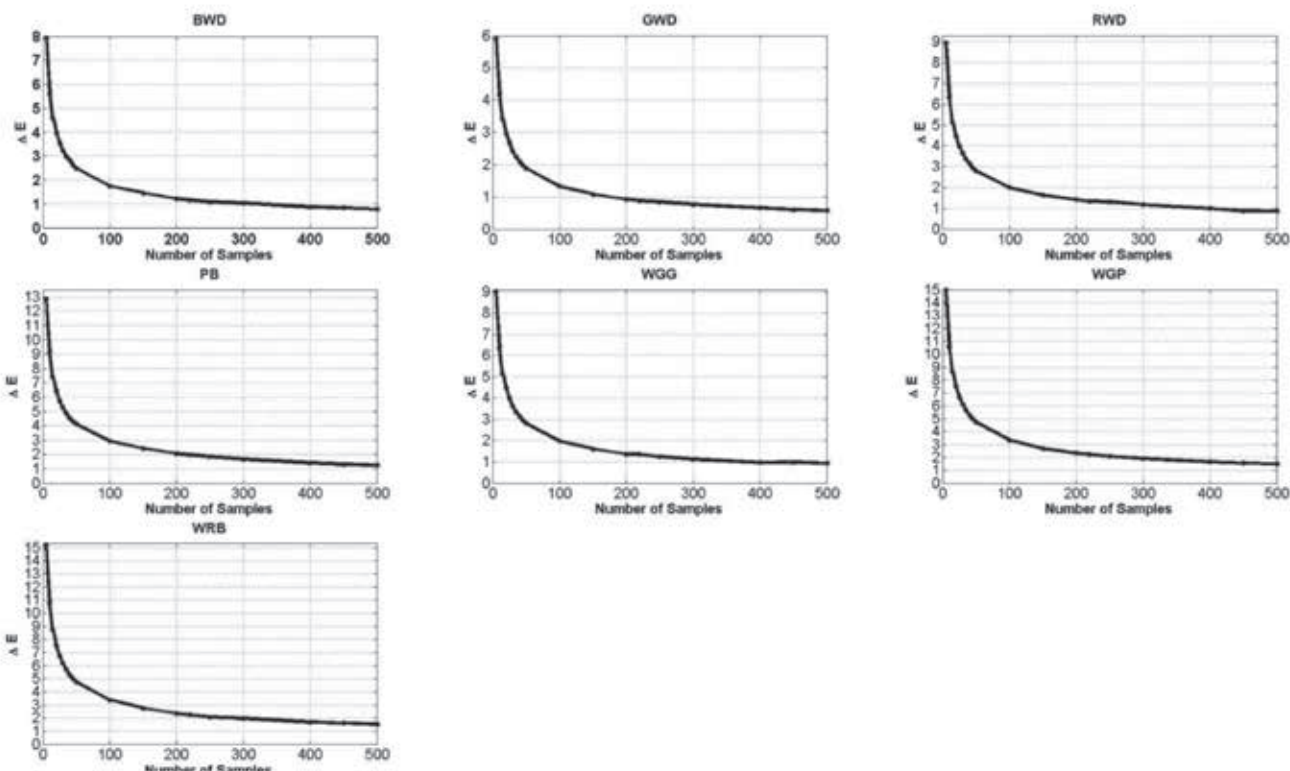 BWD GWD RWD
8 6 9
7 5 8
6 4 7
5 3 6
4 2 5
3 1 4
2 0 3
1 2
0 1
0
Δ E Δ E Δ E
0 100 200 300 400 500 0 100 200 300 400 500 0 100 200 300 400 500
Number of Samples Number of Samples Number of Samples
PB WGG WGP
13 9 15
12 8 14
11 7 13
10 6 12
9 5 11
8 4 10
7 3 9
6 2 8
5 1 7
4 0 6
3 5
2 4
1 3
0 2
1
0
Δ E Δ E Δ E
0 100 200 300 400 500 0 100 200 300 400 500 0 100 200 300 400 500
Number of Samples Number of Samples Number of Samples
WRB
15
14
13
12
11
10
9
8
7
6
5
4
3
2
1
0
Δ E
0 100 200 300 400 500
Number of Samples